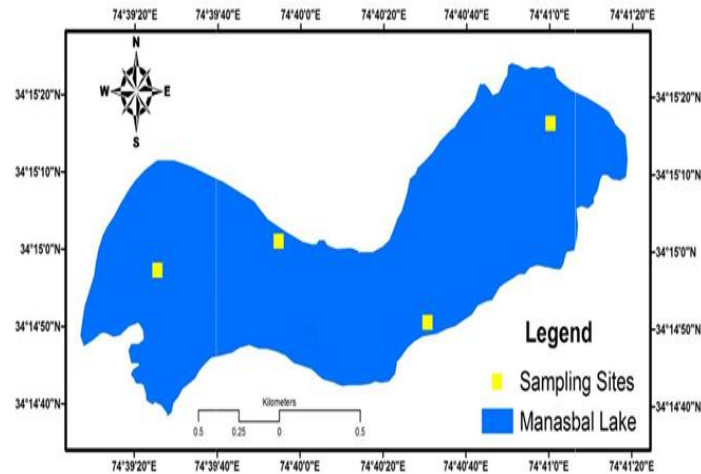 74°39'20"E 74°39'40"E 74°40'0"E 74°40'20"E 74°40'40"E 74°41'0"E 74°41'20"E
N
W E
S
34°15'20"N 34°15'20"N
34°15'10"N 34°15'10"N
34°15'0"N 34°15'0"N
34°14'50"N 34°14'50"N
34°14'40"N 34°14'40"N
Legend
Sampling Sites
Manasbal Lake
Kilometers
0.5 0.25 0 0.5
74°39'20"E 74°39'40"E 74°40'0"E 74°40'20"E 74°40'40"E 74°41'0"E 74°41'20"E